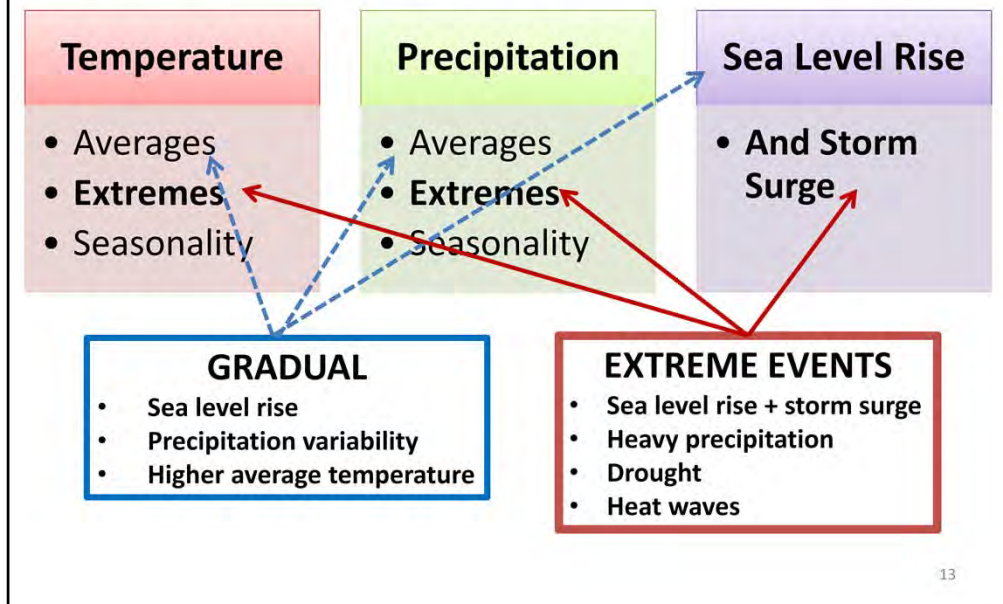 Temperature
• Averages
• Extremes
• Seasonality
Precipitation
• Averages
• Extremes
• Seasonality
Sea Level Rise
• And Storm
Surge
GRADUAL
• Sea level rise
• Precipitation variability
• Higher average temperature
EXTREME EVENTS
• Sea level rise + storm surge
• Heavy precipitation
• Drought
• Heat waves
13